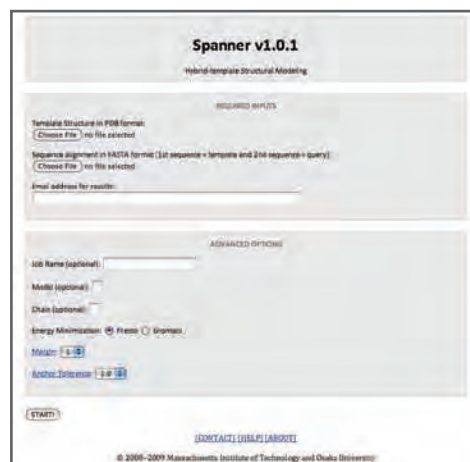 Spanner v1.0.1
Hybrid-template Structural Modeling
REQUIRED INPUTS
Template Structure in PDB format:
Choose File no file selected
Sequence alignment in FASTA format (1st sequence = template and 2nd sequence = query):
Choose File no file selected
Email address for results:
ADVANCED OPTIONS
Job Name (optional):
Model (optional):
Chain (optional):
Energy Minimization: Presto Gromacs
Margin: 1
Anchor Tolerance: 1.0
START!
[CONTACT] [HELP] [ABOUT]
© 2008-2009 Massachusetts Institute of Technology and Osaka University